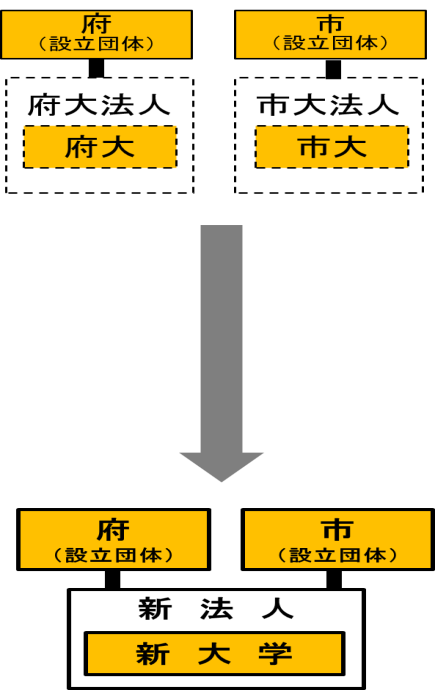 府
（設立団体）
市
（設立団体）
府大法人
府大
市大法人
市大
府
（設立団体）
市
（設立団体）
新法人
新大学